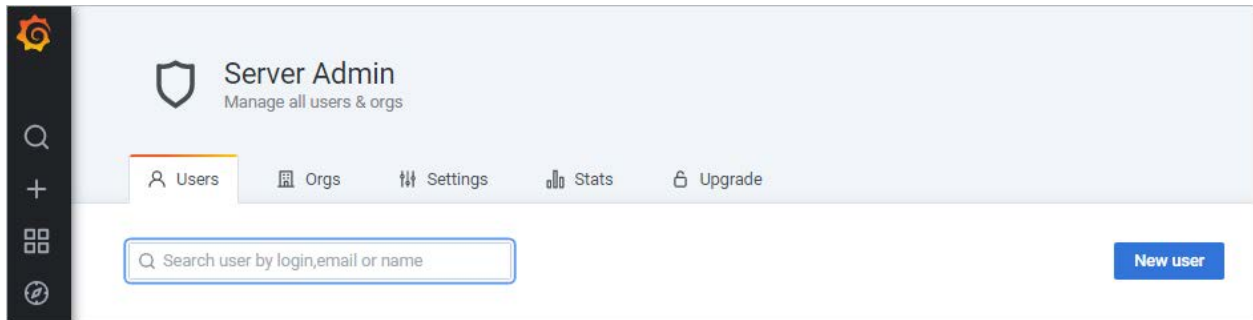 Server Admin
Manage all users & orgs
Users Orgs Settings Stats Upgrade
Search user by login,email or name New user